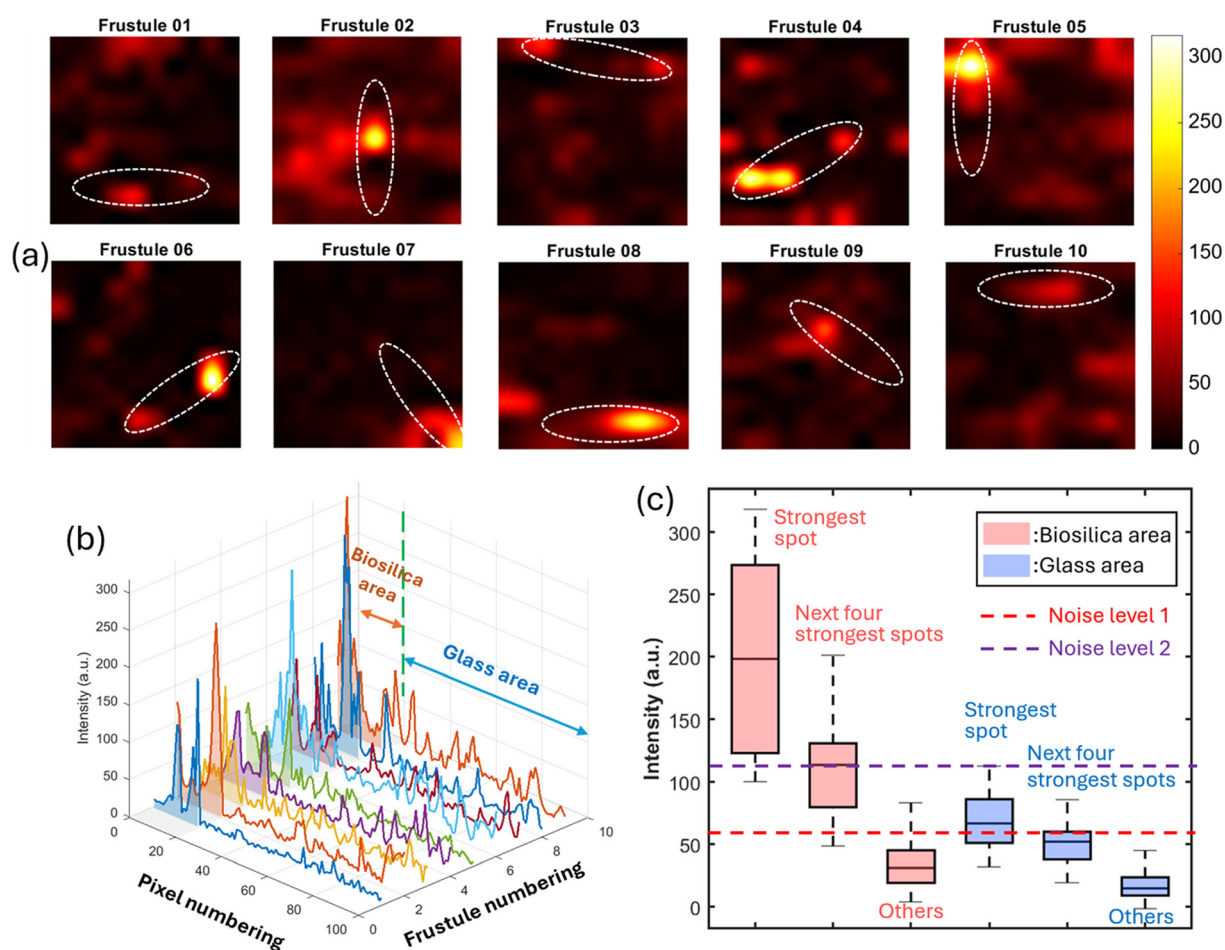 Frustule 01
Frustule 02
Frustule 03
Frustule 04
Frustule 05
300
250
200
150
100
50
0
(a)
Frustule 06
Frustule 07
Frustule 08
Frustule 09
Frustule 10
(b)
Biosilica
area
Glass area
Intensity (a.u.)
300
250
200
150
100
50
0
0
20
40
60
80
100
Pixel numbering
0
2
4
6
8
10
Frustule numbering
(c)
Intensity (a.u.)
300
250
200
150
100
50
0
Strongest
spot
Next four
strongest spots
Others
:Biosilica area
:Glass area
Noise level 1
Noise level 2
Strongest
spot
Next four
strongest spots
Others